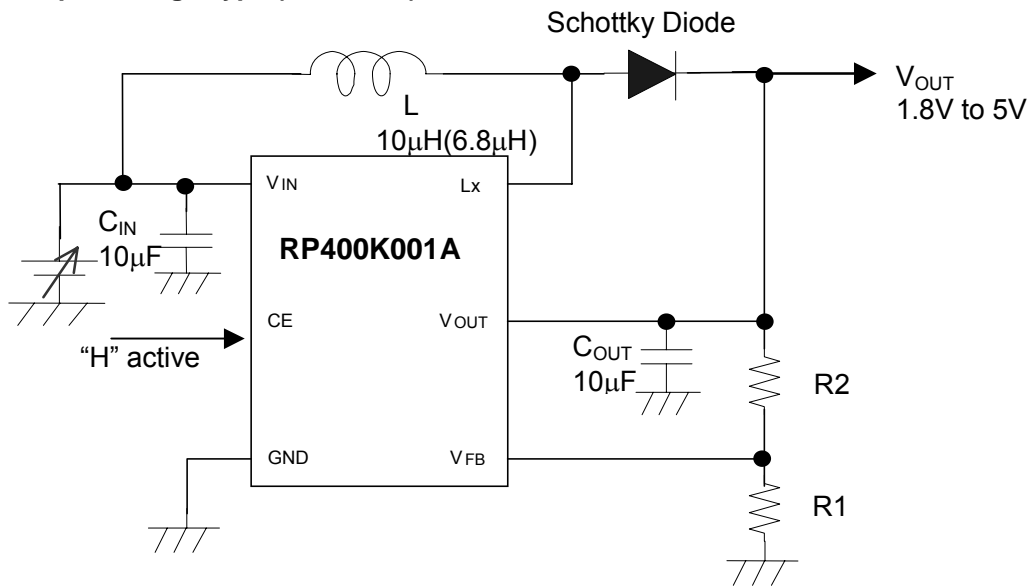 Schottky Diode
L
10µH(6.8µH)
VOUT
1.8V to 5V
VIN
Lx
CIN
10µF
RP400K001A
CE
VOUT
"H" active
COUT
10µF
R2
GND
VFB
R1